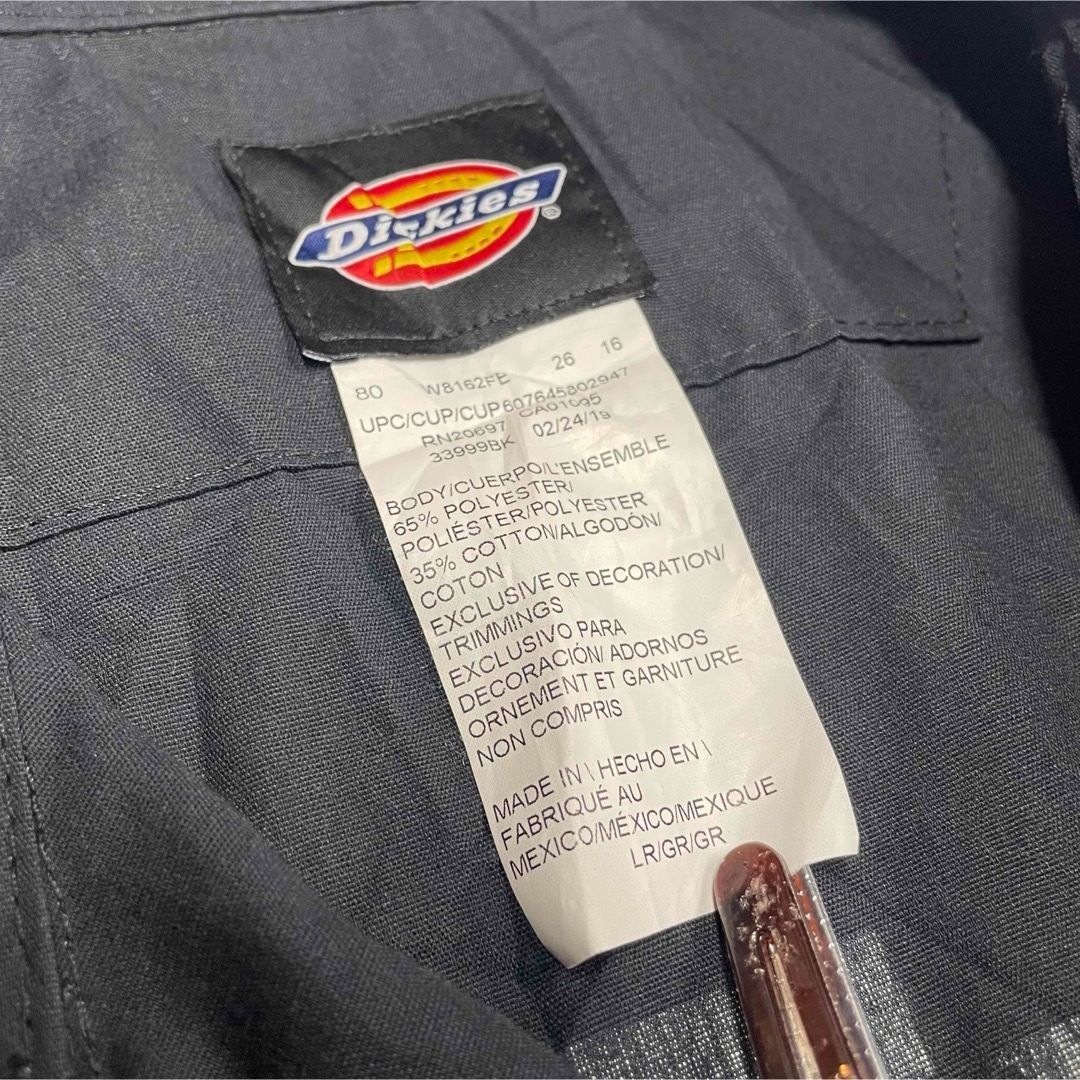 Dickies
®
80 W8162FE 26 16
UPC/CUP/CUP 607645802947
RN20697 CA01095
33999BK 02/24/19
BODY/CUERPO/L'ENSEMBLE
65% POLYESTER/
POLIÉSTER/POLYESTER
35% COTTON/ALGODÓN/
COTON
EXCLUSIVE OF DECORATION/
TRIMMINGS
EXCLUSIVO PARA
DECORACIÓN/ ADORNOS
ORNEMENT ET GARNITURE
NON COMPRIS
MADE IN \ HECHO EN \
FABRIQUÉ AU
MEXICO/MÉXICO/MEXIQUE
LR/GR/GR